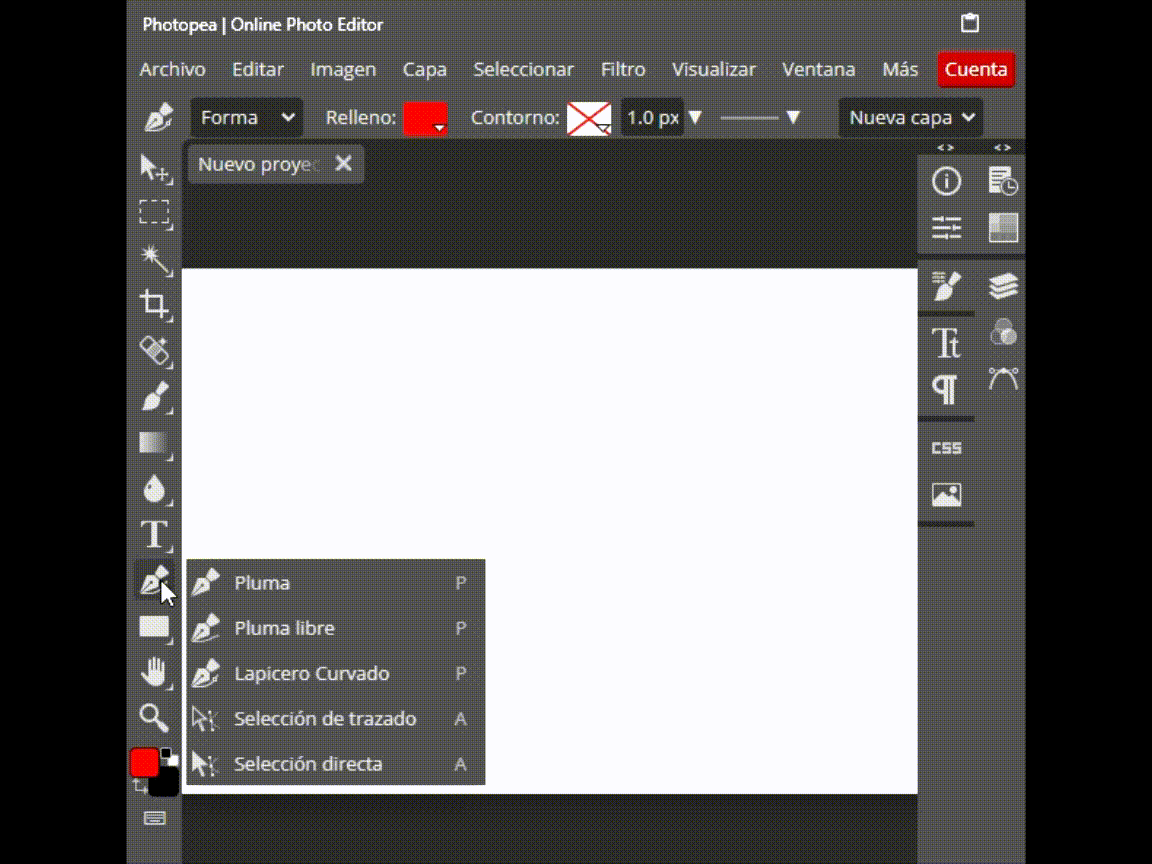 Photopea | Online Photo Editor
Archivo Editar Imagen Capa Seleccionar Filtro Visualizar Ventana Más Cuenta
Forma Relleno: Contorno: 1.0 px Nueva capa
Nuevo proyec
Pluma P
Pluma libre P
Lapicero Curvado P
Selección de trazado A
Selección directa A
CSS